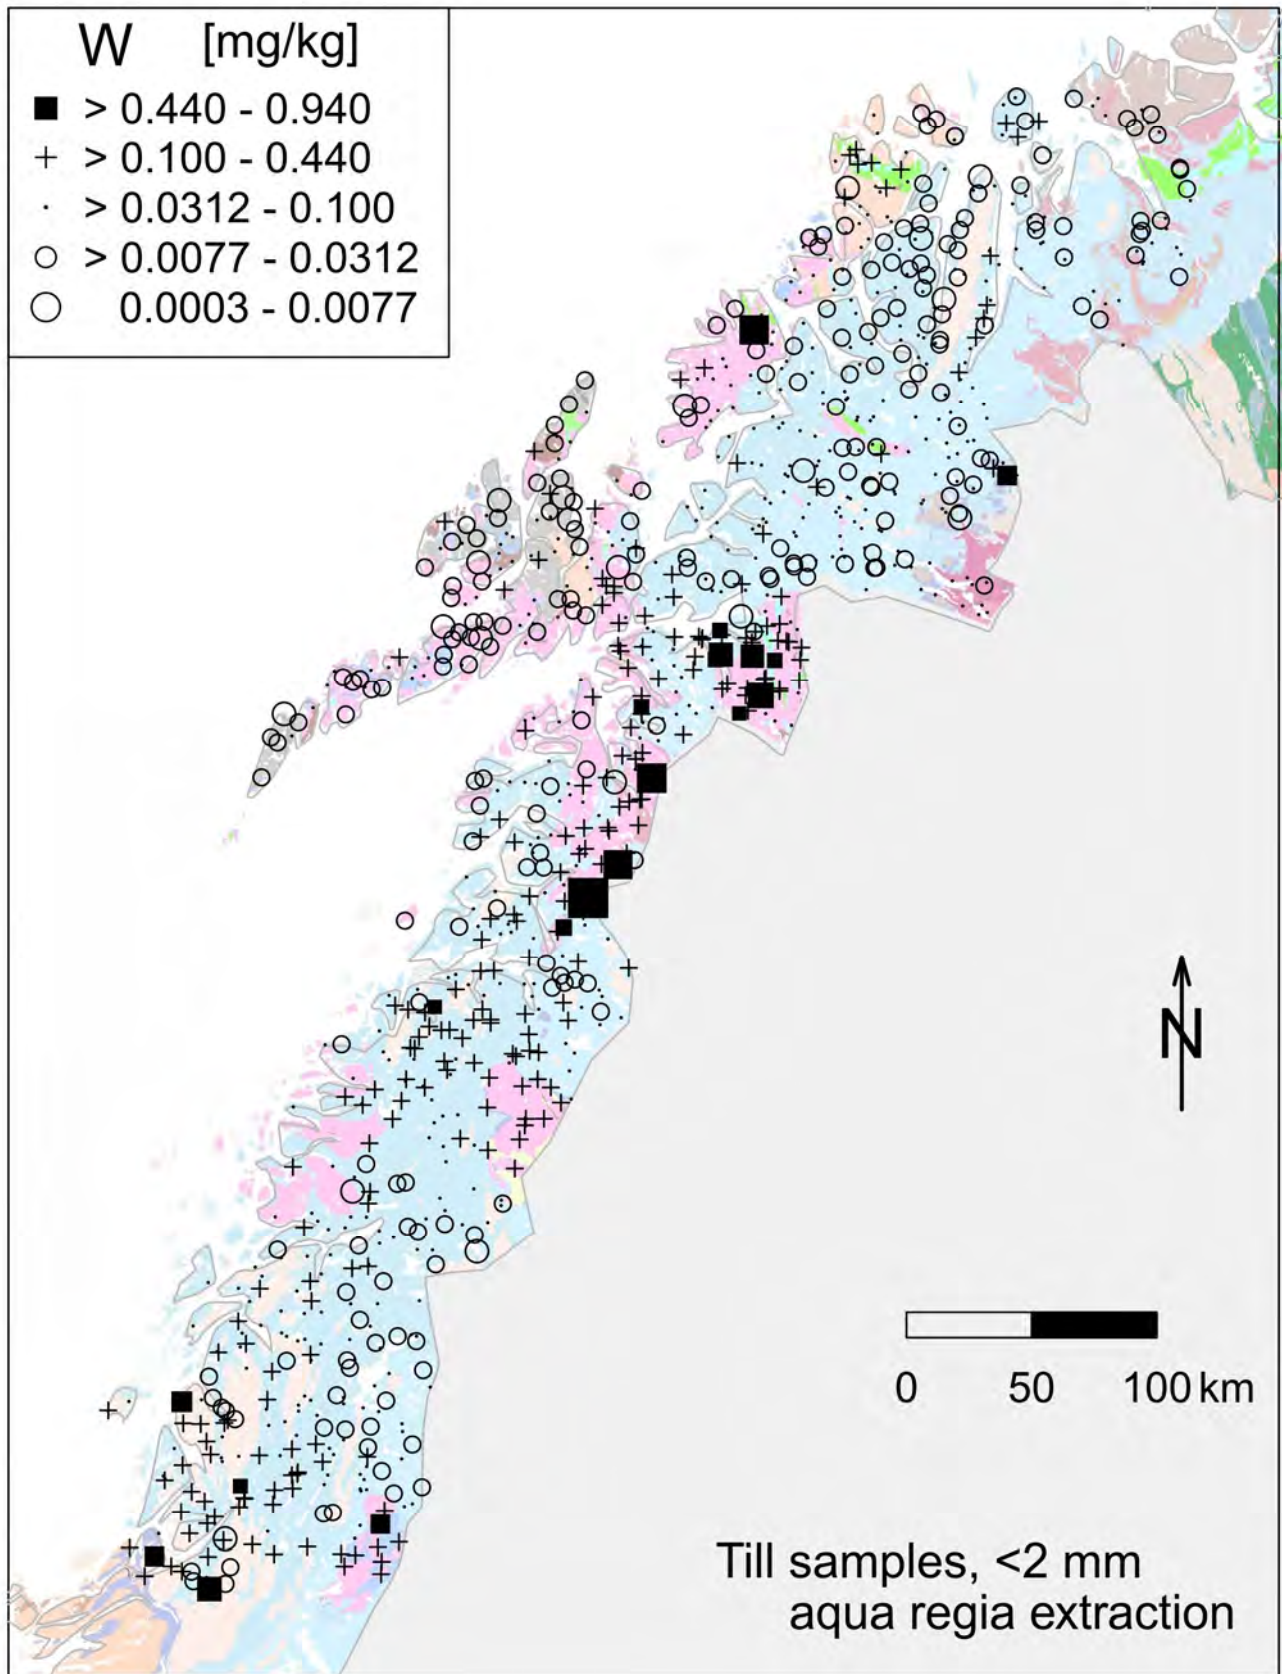 W [mg/kg]
> 0.440 - 0.940
> 0.100 - 0.440
> 0.0312 - 0.100
> 0.0077 - 0.0312
0.0003 - 0.0077
N
0 50 100 km
Till samples, <2 mm
aqua regia extraction